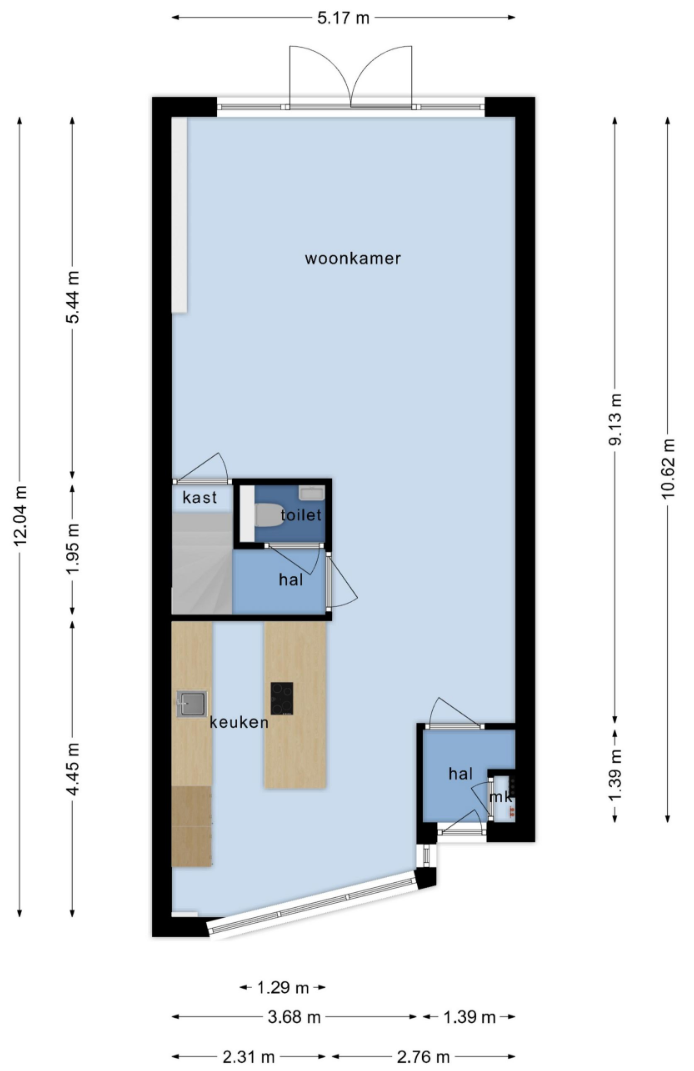 5.17 m
woonkamer
5.44 m
9.13 m
10.62 m
12.04 m
kast
toilet
1.95 m
hal
keuken
4.45 m
hal
mk
1.39 m
1.29 m
3.68 m
1.39 m
2.31 m
2.76 m